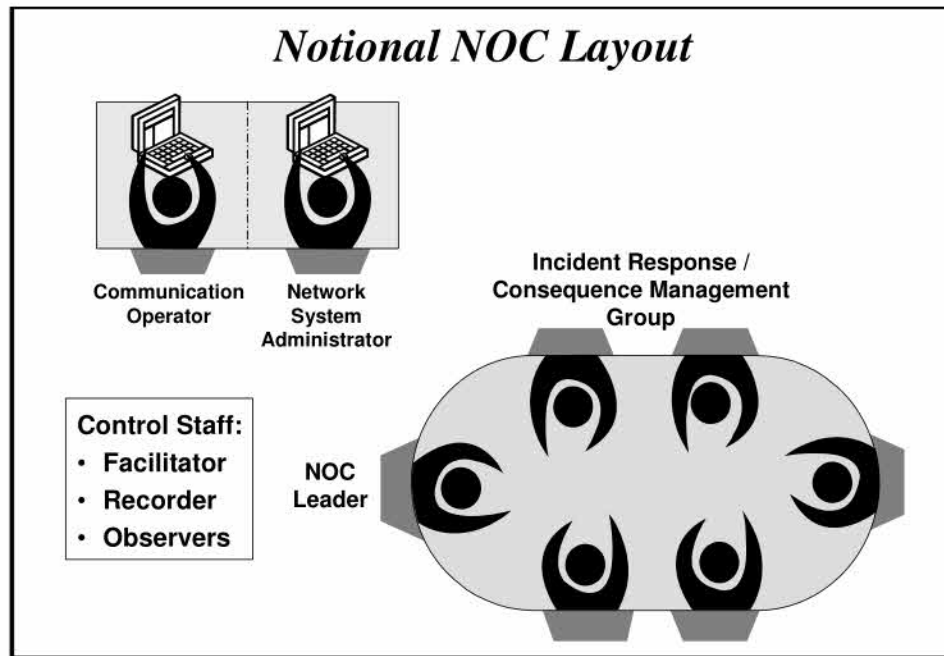 Notional NOC Layout
Communication
Operator
Network
System
Administrator
Incident Response /
Consequence Management
Group
Control Staff:
• Facilitator
• Recorder
• Observers
NOC
Leader